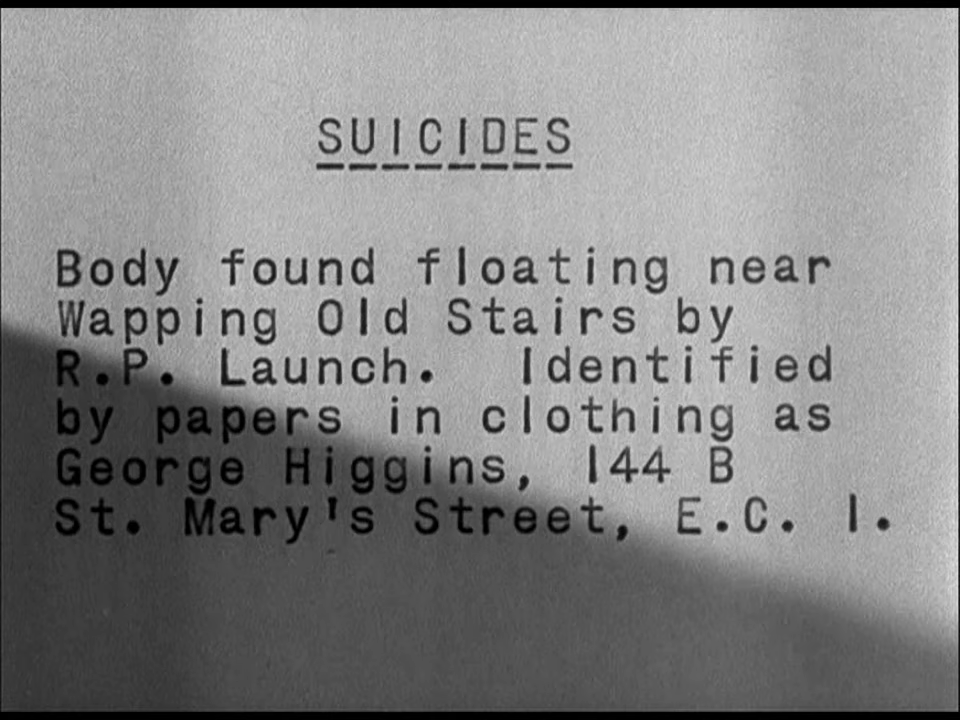 SUICIDES
Body found floating near
Wapping Old Stairs by
R.P. Launch. Identified
by papers in clothing as
George Higgins, 144 B
St. Mary's Street, E.C. 1.